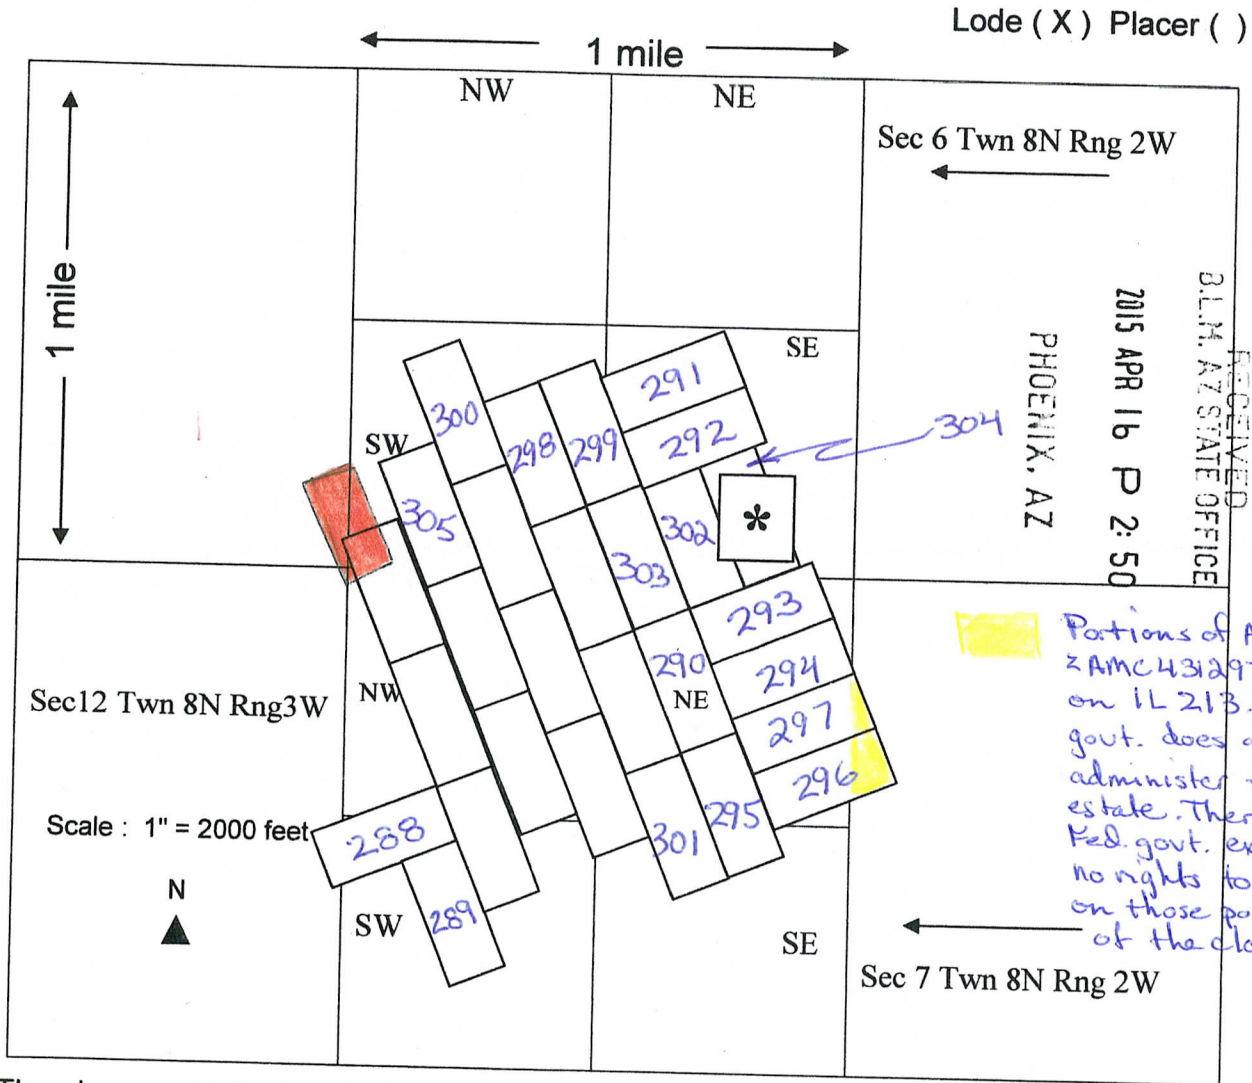 Lode ( X ) Placer ( )
1 mile
NW
NE
Sec 6 Twn 8N Rng 2W
1 mile
RECEIVED
B.L.M. AZ STATE OFFICE
2015 APR 16 P 2:50
PHOENIX, AZ
SE
291
300
292
304
SW
298
299
305
302
*
303
293
Portions of
290
294
AMC43129
Sec12 Twn 8N Rng3W
NW
NE
on IL 213.
297
govt. does
296
administer
Scale : 1" = 2000 feet
288
295
estate.
301
Fed. govt.
N
no rights to
289
on those
SW
SE
of the
Sec 7 Twn 8N Rng 2W